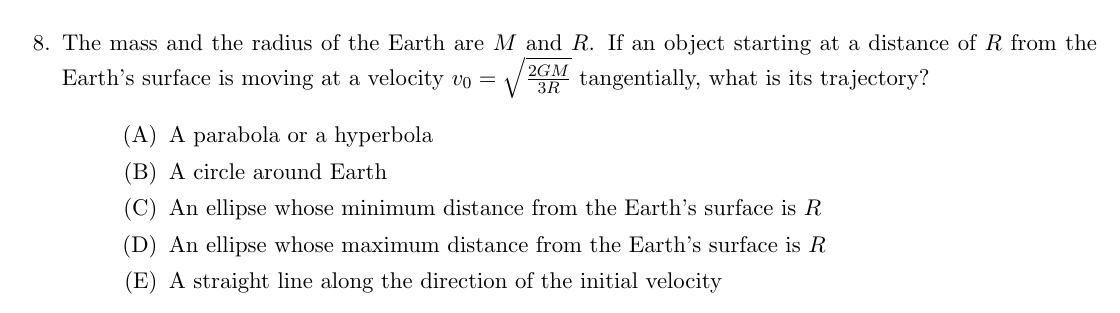 8. The mass and the radius of the Earth are M and R. If an object starting at a distance of R from the
Earth's surface is moving at a velocity v₀ = √(2GM/3R) tangentially, what is its trajectory?
(A) A parabola or a hyperbola
(B) A circle around Earth
(C) An ellipse whose minimum distance from the Earth's surface is R
(D) An ellipse whose maximum distance from the Earth's surface is R
(E) A straight line along the direction of the initial velocity